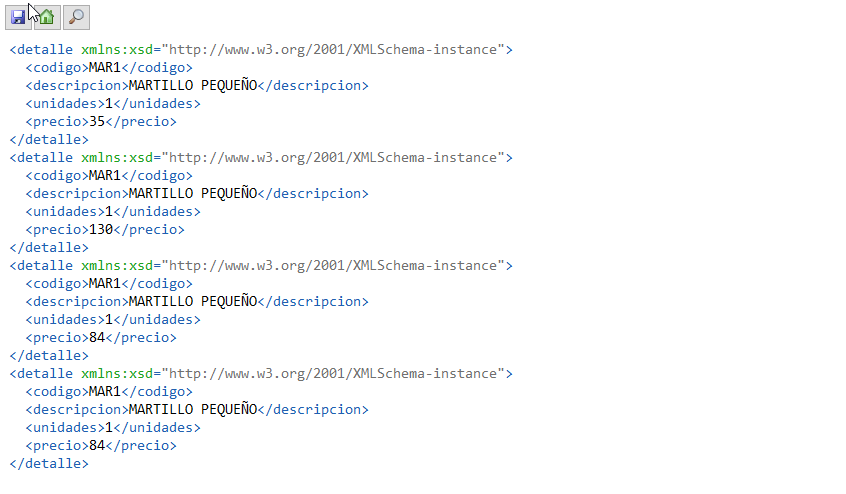 <detalle xmlns:xsd="http://www.w3.org/2001/XMLSchema-instance">
  <codigo>MAR1</codigo>
  <descripcion>MARTILLO PEQUEÑO</descripcion>
  <unidades>1</unidades>
  <precio>35</precio>
</detalle>
<detalle xmlns:xsd="http://www.w3.org/2001/XMLSchema-instance">
  <codigo>MAR1</codigo>
  <descripcion>MARTILLO PEQUEÑO</descripcion>
  <unidades>1</unidades>
  <precio>130</precio>
</detalle>
<detalle xmlns:xsd="http://www.w3.org/2001/XMLSchema-instance">
  <codigo>MAR1</codigo>
  <descripcion>MARTILLO PEQUEÑO</descripcion>
  <unidades>1</unidades>
  <precio>84</precio>
</detalle>
<detalle xmlns:xsd="http://www.w3.org/2001/XMLSchema-instance">
  <codigo>MAR1</codigo>
  <descripcion>MARTILLO PEQUEÑO</descripcion>
  <unidades>1</unidades>
  <precio>84</precio>
</detalle>